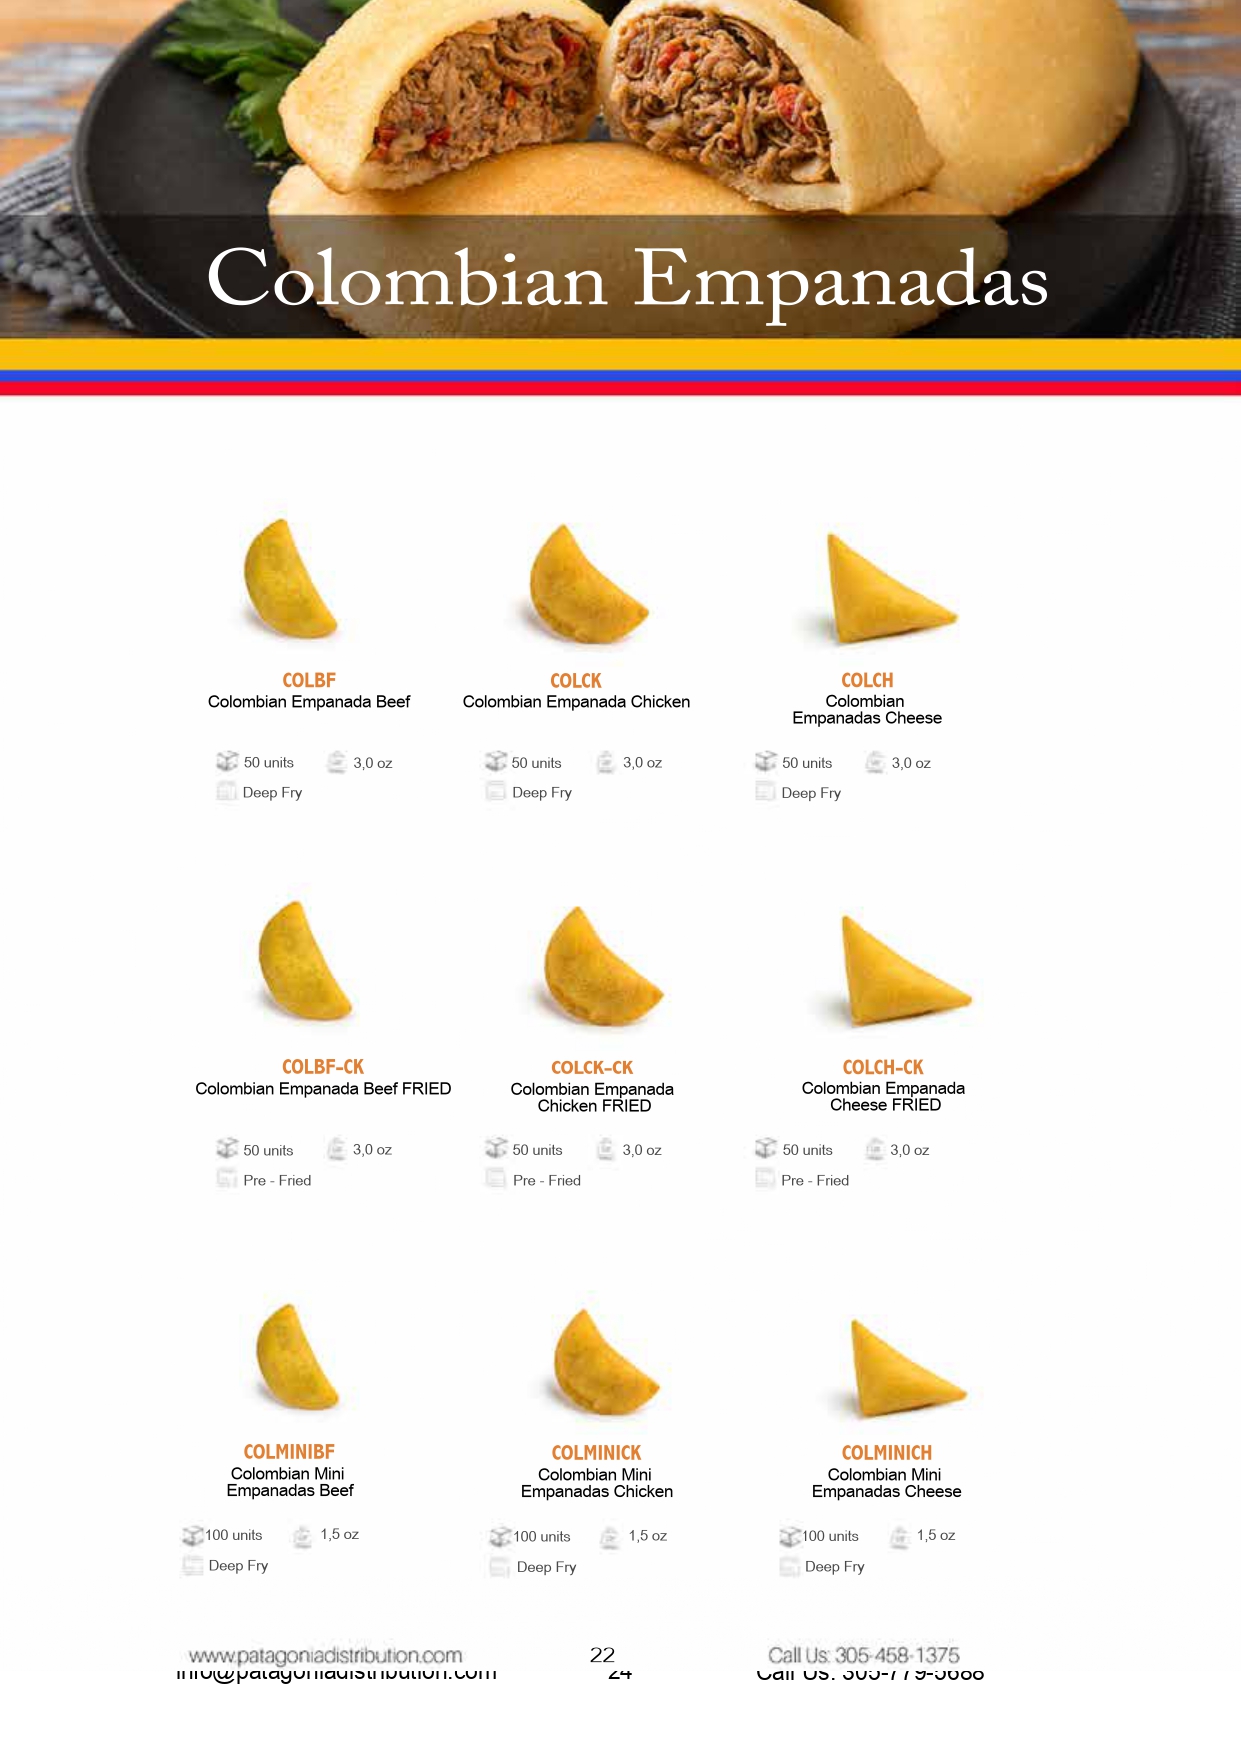 Colombian Empanadas
COLBF
Colombian Empanada Beef
50 units 3,0 oz
Deep Fry
COLCK
Colombian Empanada Chicken
50 units 3,0 oz
Deep Fry
COLCH
Colombian
Empanadas Cheese
50 units 3,0 oz
Deep Fry
COLBF-CK
Colombian Empanada Beef FRIED
50 units 3,0 oz
Pre - Fried
COLCK-CK
Colombian Empanada
Chicken FRIED
50 units 3,0 oz
Pre - Fried
COLCH-CK
Colombian Empanada
Cheese FRIED
50 units 3,0 oz
Pre - Fried
COLMINIBF
Colombian Mini
Empanadas Beef
100 units 1,5 oz
Deep Fry
COLMINICK
Colombian Mini
Empanadas Chicken
100 units 1,5 oz
Deep Fry
COLMINICH
Colombian Mini
Empanadas Cheese
100 units 1,5 oz
Deep Fry
www.patagoniadistribution.com 22 Call Us: 305-458-1375
info@patagoniadistribution.com 24 Call Us: 305-779-5688